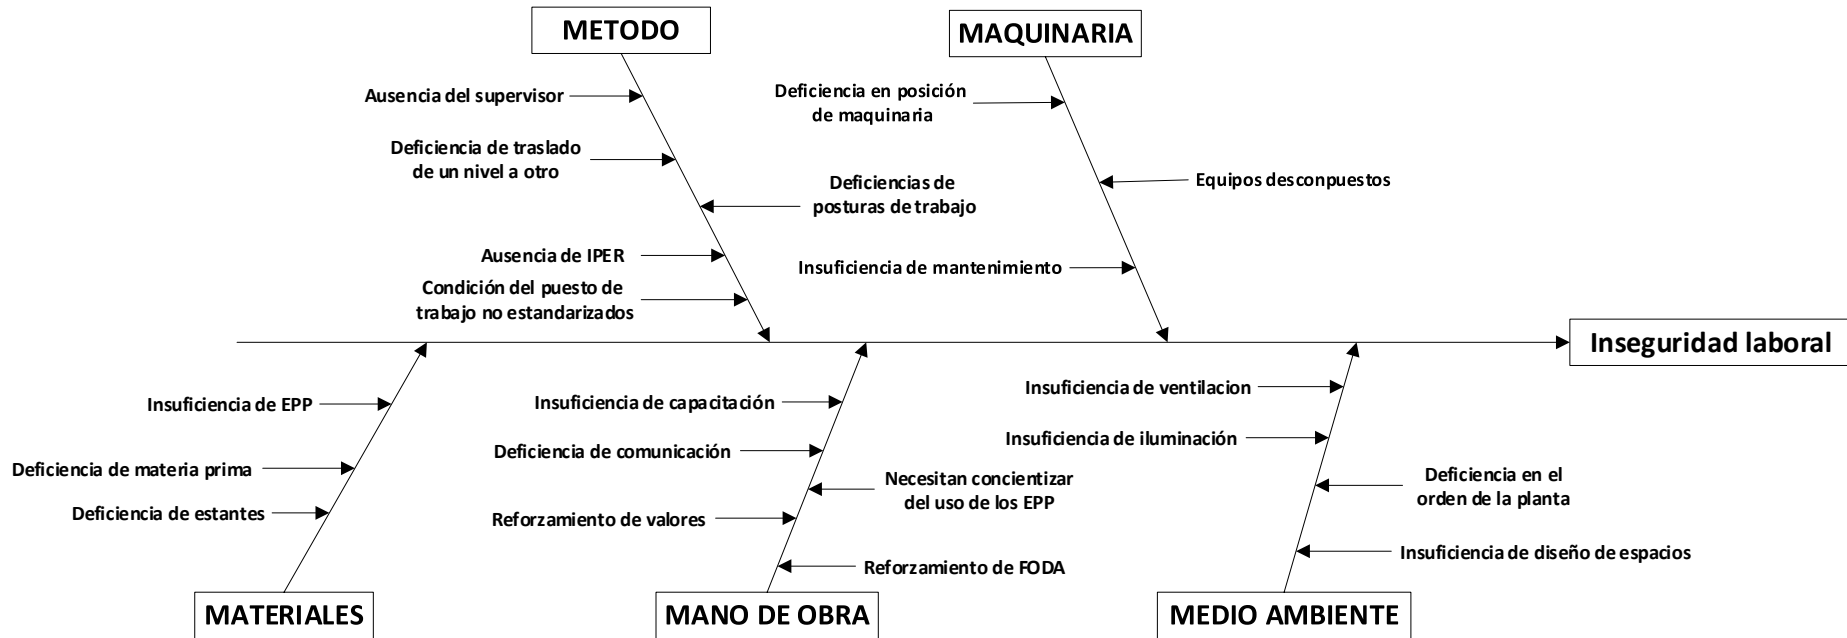 METODO
MAQUINARIA
Ausencia del supervisor
Deficiencia en posición
de maquinaria
Deficiencia de traslado
de un nivel a otro
Deficiencias de
posturas de trabajo
Equipos desconpuestos
Ausencia de IPER
Insuficiencia de mantenimiento
Condición del puesto de
trabajo no estandarizados
Inseguridad laboral
Insuficiencia de EPP
Insuficiencia de capacitación
Insuficiencia de ventilacion
Deficiencia de materia prima
Deficiencia de comunicación
Insuficiencia de iluminación
Necesitan concientizar
del uso de los EPP
Deficiencia en el
orden de la planta
Deficiencia de estantes
Reforzamiento de valores
Insuficiencia de diseño de espacios
Reforzamiento de FODA
MATERIALES
MANO DE OBRA
MEDIO AMBIENTE